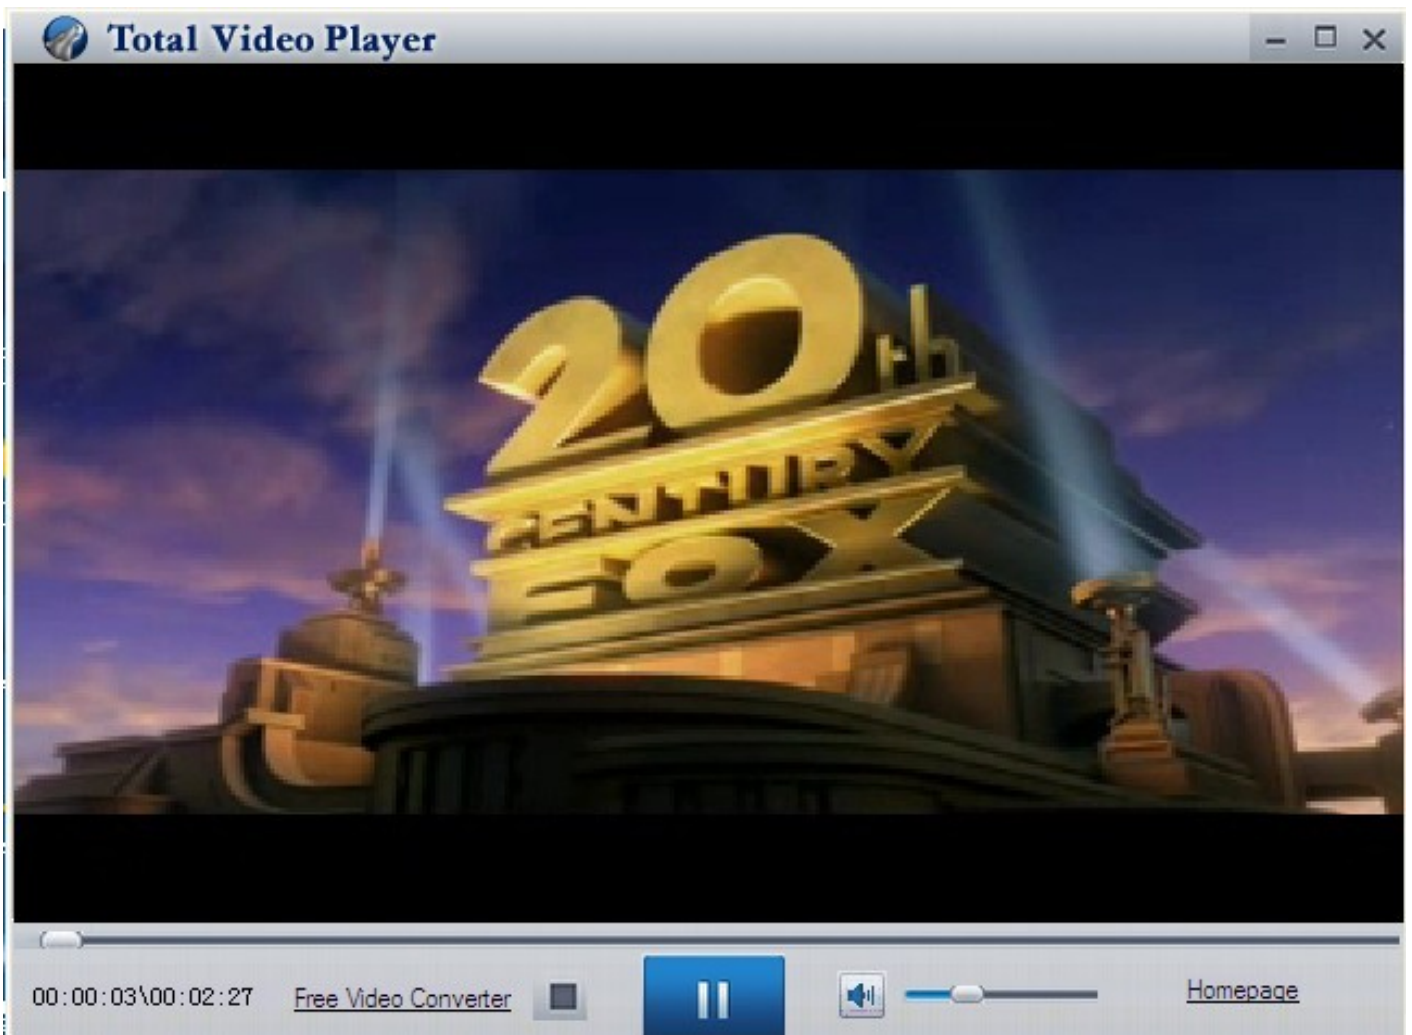 Total Video Player
20th
CENTURY
FOX
00:00:03\00:02:27 Free Video Converter Homepage